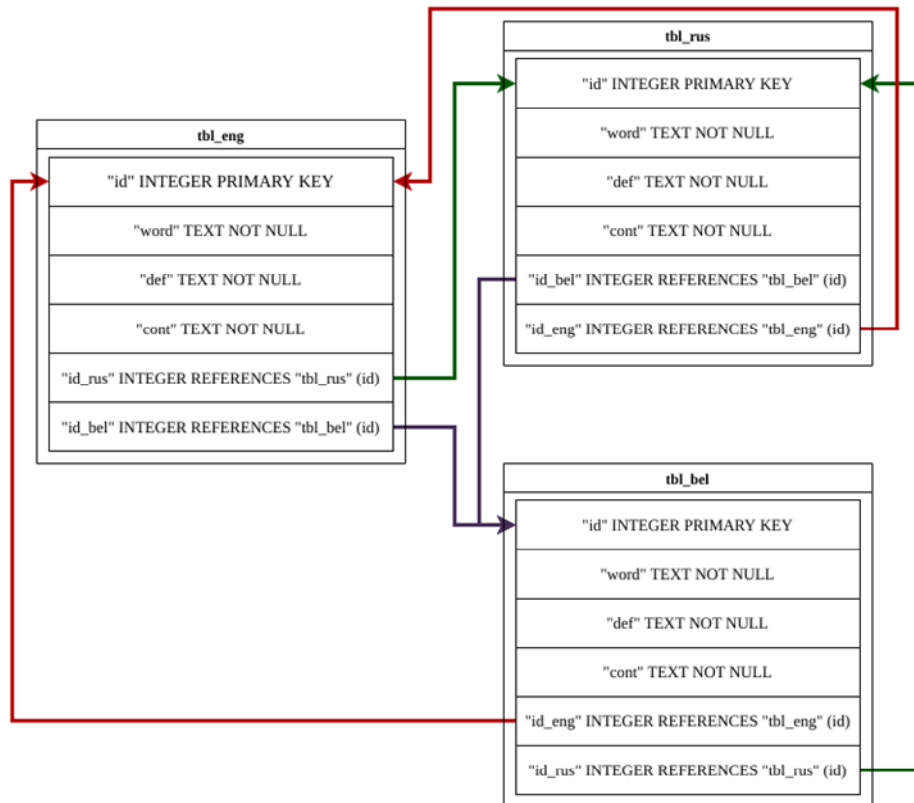 tbl_rus
"id" INTEGER PRIMARY KEY
"word" TEXT NOT NULL
"def" TEXT NOT NULL
"cont" TEXT NOT NULL
"id_bel" INTEGER REFERENCES "tbl_bel" (id)
"id_eng" INTEGER REFERENCES "tbl_eng" (id)
tbl_eng
"id" INTEGER PRIMARY KEY
"word" TEXT NOT NULL
"def" TEXT NOT NULL
"cont" TEXT NOT NULL
"id_rus" INTEGER REFERENCES "tbl_rus" (id)
"id_bel" INTEGER REFERENCES "tbl_bel" (id)
tbl_bel
"id" INTEGER PRIMARY KEY
"word" TEXT NOT NULL
"def" TEXT NOT NULL
"cont" TEXT NOT NULL
"id_eng" INTEGER REFERENCES "tbl_eng" (id)
"id_rus" INTEGER REFERENCES "tbl_rus" (id)